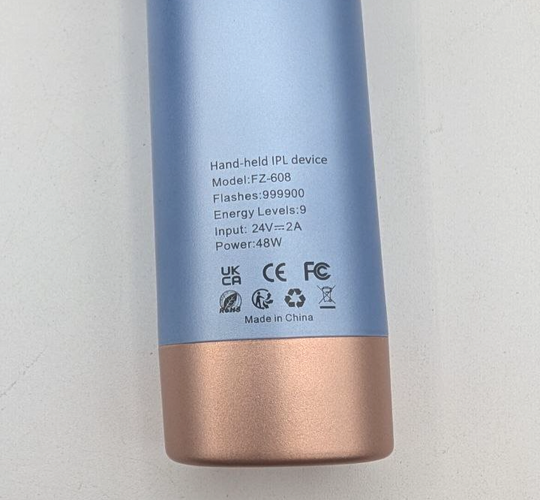 Hand-held IPL device
Model:FZ-608
Flashes:999900
Energy Levels:9
Input: 24V⎓2A
Power:48W
UK CA CE FC
RoHS
Made in China